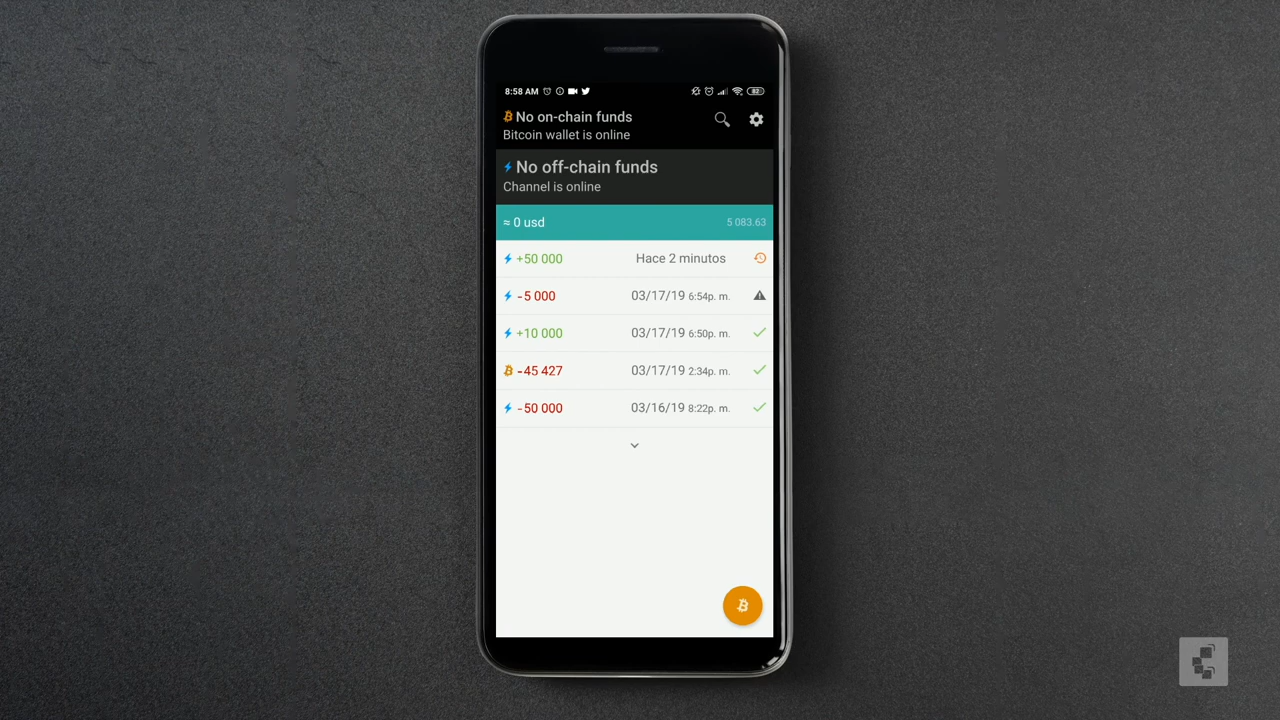 8:58 AM
82
No on-chain funds
Bitcoin wallet is online
No off-chain funds
Channel is online
≈ 0 usd 5 083.63
+50 000 Hace 2 minutos
-5 000 03/17/19 6:54p. m.
+10 000 03/17/19 6:50p. m.
-45 427 03/17/19 2:34p. m.
-50 000 03/16/19 8:22p. m.